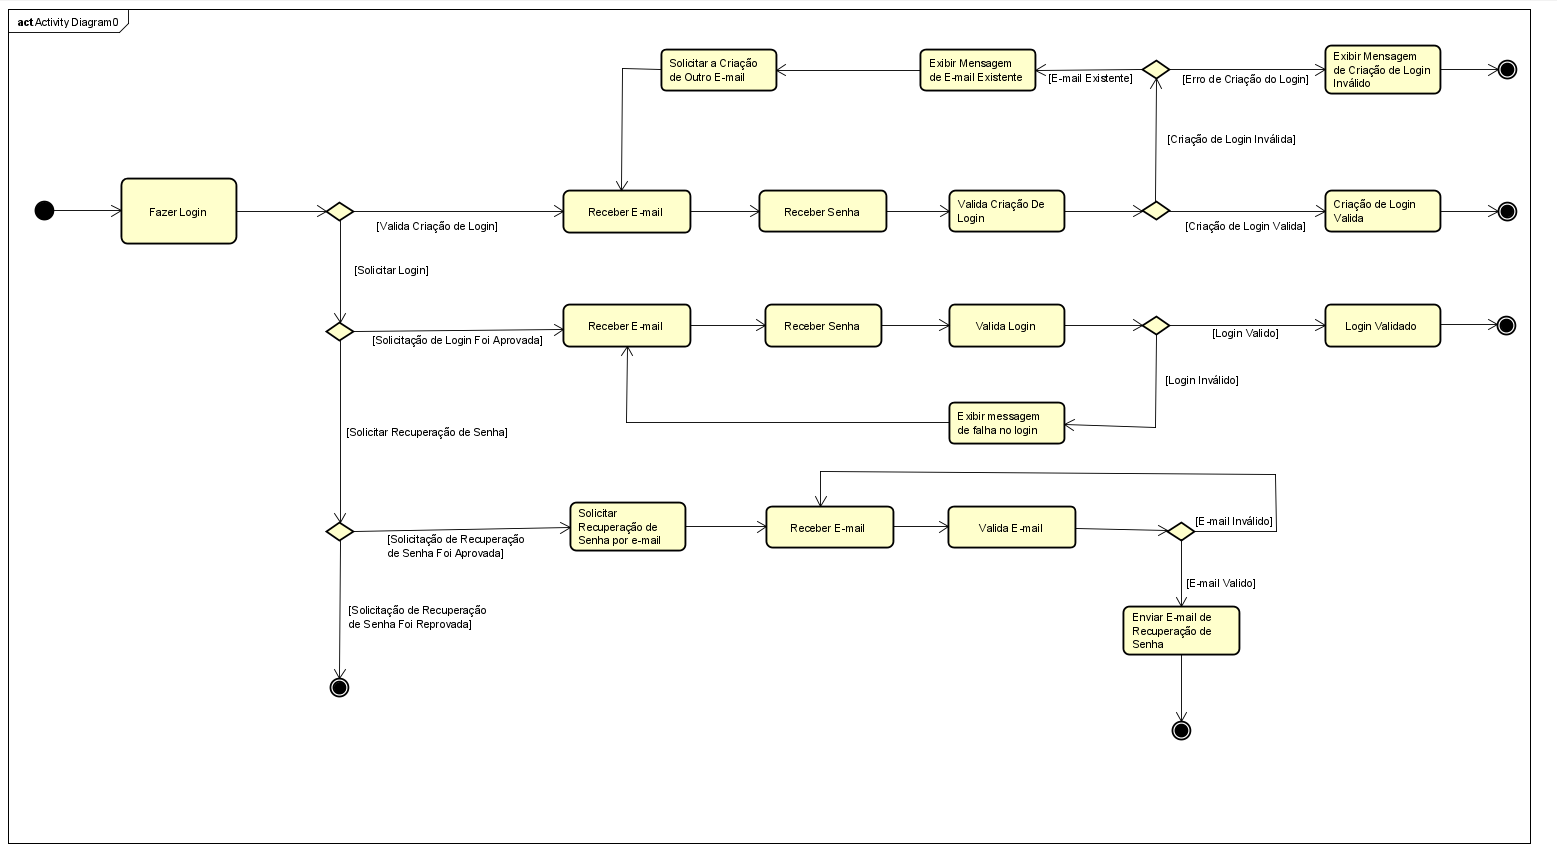 act Activity Diagram0
Solicitar a Criação
de Outro E-mail
Exibir Mensagem
de E-mail Existente
[E-mail Existente]
[Erro de Criação do Login]
Exibir Mensagem
de Criação de Login
Inválido
[Criação de Login Inválida]
Fazer Login
[Valida Criação de Login]
Receber E-mail
Receber Senha
Valida Criação De
Login
[Criação de Login Valida]
Criação de Login
Valida
[Solicitar Login]
[Solicitação de Login Foi Aprovada]
Receber E-mail
Receber Senha
Valida Login
[Login Valido]
Login Validado
[Login Inválido]
Exibir messagem
de falha no login
[Solicitar Recuperação de Senha]
[Solicitação de Recuperação
de Senha Foi Aprovada]
Solicitar
Recuperação de
Senha por e-mail
Receber E-mail
Valida E-mail
[E-mail Inválido]
[E-mail Valido]
[Solicitação de Recuperação
de Senha Foi Reprovada]
Enviar E-mail de
Recuperação de
Senha